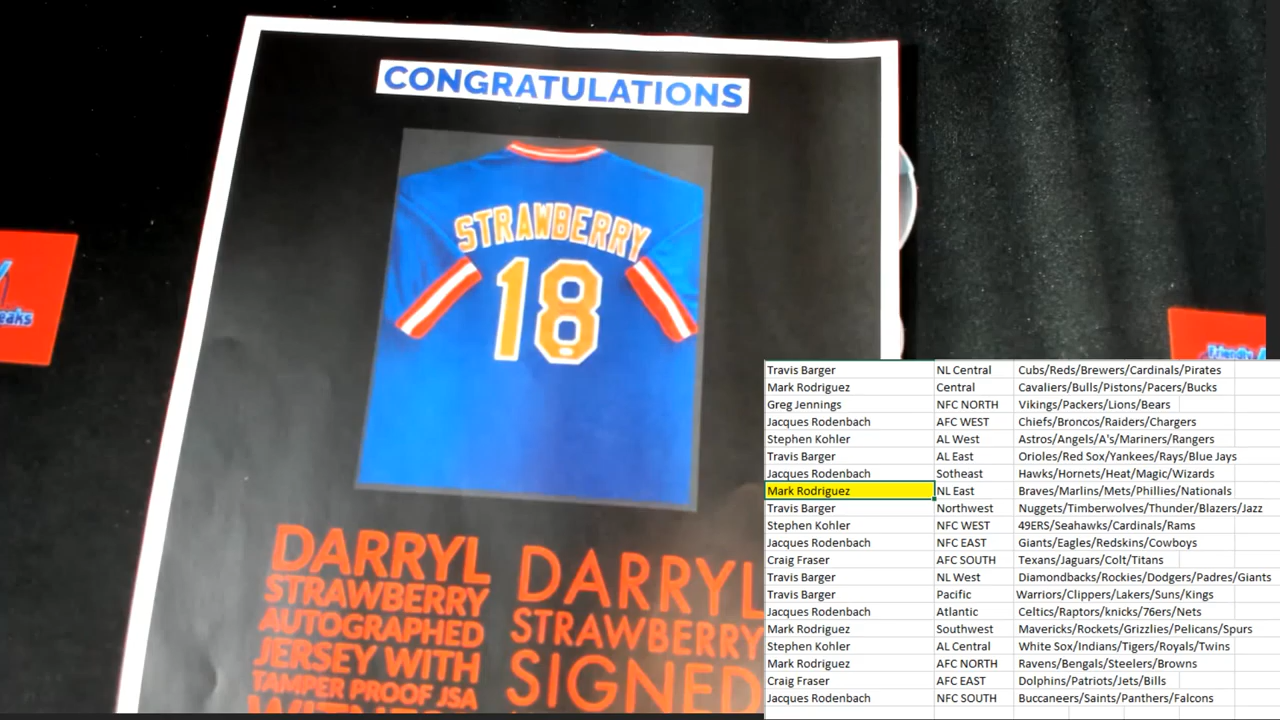 CONGRATULATIONS
STRAWBERRY
18
DARRYL
STRAWBERRY
AUTOGRAPHED
JERSEY WITH
TAMPER PROOF JSA
DARRYL
STRAWBERRY
SIGNED
eaks
Friendly
Travis Barger NL Central Cubs/Reds/Brewers/Cardinals/Pirates
Mark Rodriguez Central Cavaliers/Bulls/Pistons/Pacers/Bucks
Greg Jennings NFC NORTH Vikings/Packers/Lions/Bears
Jacques Rodenbach AFC WEST Chiefs/Broncos/Raiders/Chargers
Stephen Kohler AL West Astros/Angels/A's/Mariners/Rangers
Travis Barger AL East Orioles/Red Sox/Yankees/Rays/Blue Jays
Jacques Rodenbach Sotheast Hawks/Hornets/Heat/Magic/Wizards
Mark Rodriguez NL East Braves/Marlins/Mets/Phillies/Nationals
Travis Barger Northwest Nuggets/Timberwolves/Thunder/Blazers/Jazz
Stephen Kohler NFC WEST 49ERS/Seahawks/Cardinals/Rams
Jacques Rodenbach NFC EAST Giants/Eagles/Redskins/Cowboys
Craig Fraser AFC SOUTH Texans/Jaguars/Colt/Titans
Travis Barger NL West Diamondbacks/Rockies/Dodgers/Padres/Giants
Travis Barger Pacific Warriors/Clippers/Lakers/Suns/Kings
Jacques Rodenbach Atlantic Celtics/Raptors/knicks/76ers/Nets
Mark Rodriguez Southwest Mavericks/Rockets/Grizzlies/Pelicans/Spurs
Stephen Kohler AL Central White Sox/Indians/Tigers/Royals/Twins
Mark Rodriguez AFC NORTH Ravens/Bengals/Steelers/Browns
Craig Fraser AFC EAST Dolphins/Patriots/Jets/Bills
Jacques Rodenbach NFC SOUTH Buccaneers/Saints/Panthers/Falcons